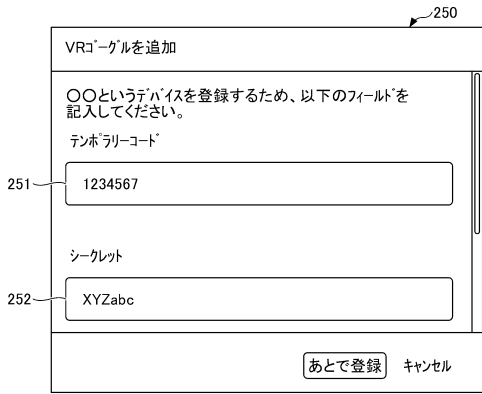 250
VRｺﾞｰｸﾞﾙを追加
〇〇というﾃﾞﾊﾞｲｽを登録するため、以下のﾌｨｰﾙﾄﾞを
記入してください。
ﾃﾝﾎﾟﾗﾘｰｺｰﾄﾞ
251
1234567
ｼｰｸﾚｯﾄ
252
XYZabc
あとで登録 ｷｬﾝｾﾙ